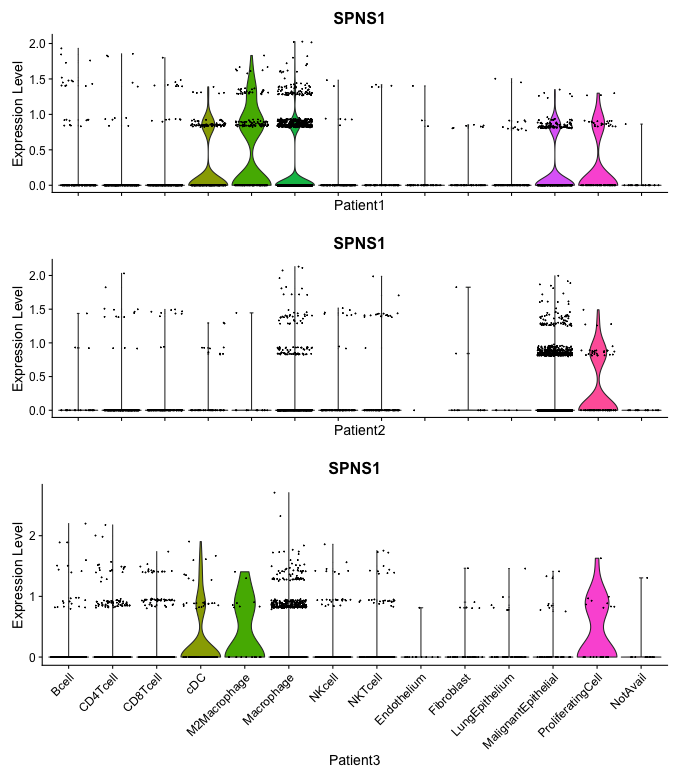 SPNS1
Expression Level
2.0
1.5
1.0
0.5
0.0
Patient1
SPNS1
Expression Level
2.0
1.5
1.0
0.5
0.0
Patient2
SPNS1
Expression Level
2
1
0
Bcell
CD4Tcell
CD8Tcell
cDC
M2Macrophage
Macrophage
NKcell
NKTcell
Endothelium
Fibroblast
LungEpithelium
MalignantEpithelial
ProliferatingCell
NotAvail
Patient3